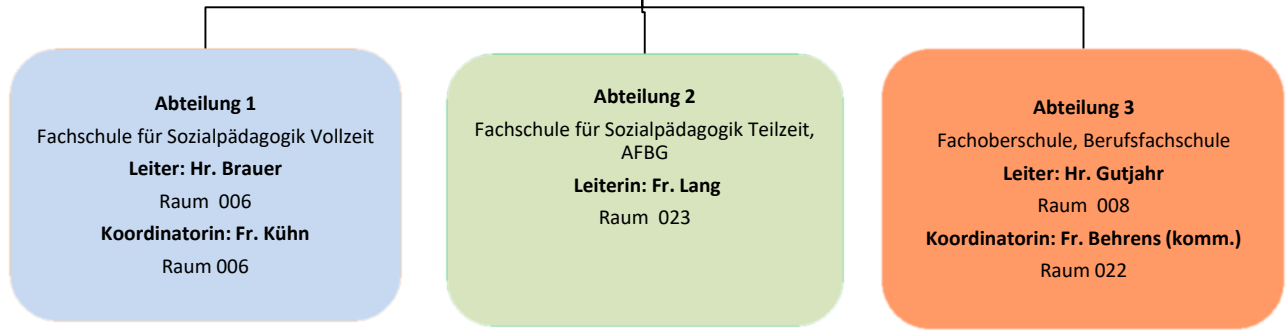 Abteilung 1
Fachschule für Sozialpädagogik Vollzeit
Leiter: Hr. Brauer
Raum 006
Koordinatorin: Fr. Kühn
Raum 006
Abteilung 2
Fachschule für Sozialpädagogik Teilzeit,
AFBG
Leiterin: Fr. Lang
Raum 023
Abteilung 3
Fachoberschule, Berufsfachschule
Leiter: Hr. Gutjahr
Raum 008
Koordinatorin: Fr. Behrens (komm.)
Raum 022